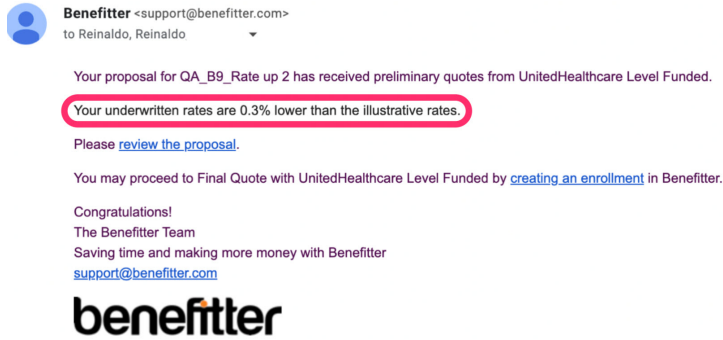 Benefitter <support@benefitter.com>
to Reinaldo, Reinaldo
Your proposal for QA_B9_Rate up 2 has received preliminary quotes from UnitedHealthcare Level Funded.
Your underwritten rates are 0.3% lower than the illustrative rates.
Please review the proposal.
You may proceed to Final Quote with UnitedHealthcare Level Funded by creating an enrollment in Benefitter.
Congratulations!
The Benefitter Team
Saving time and making more money with Benefitter
support@benefitter.com
benefitter